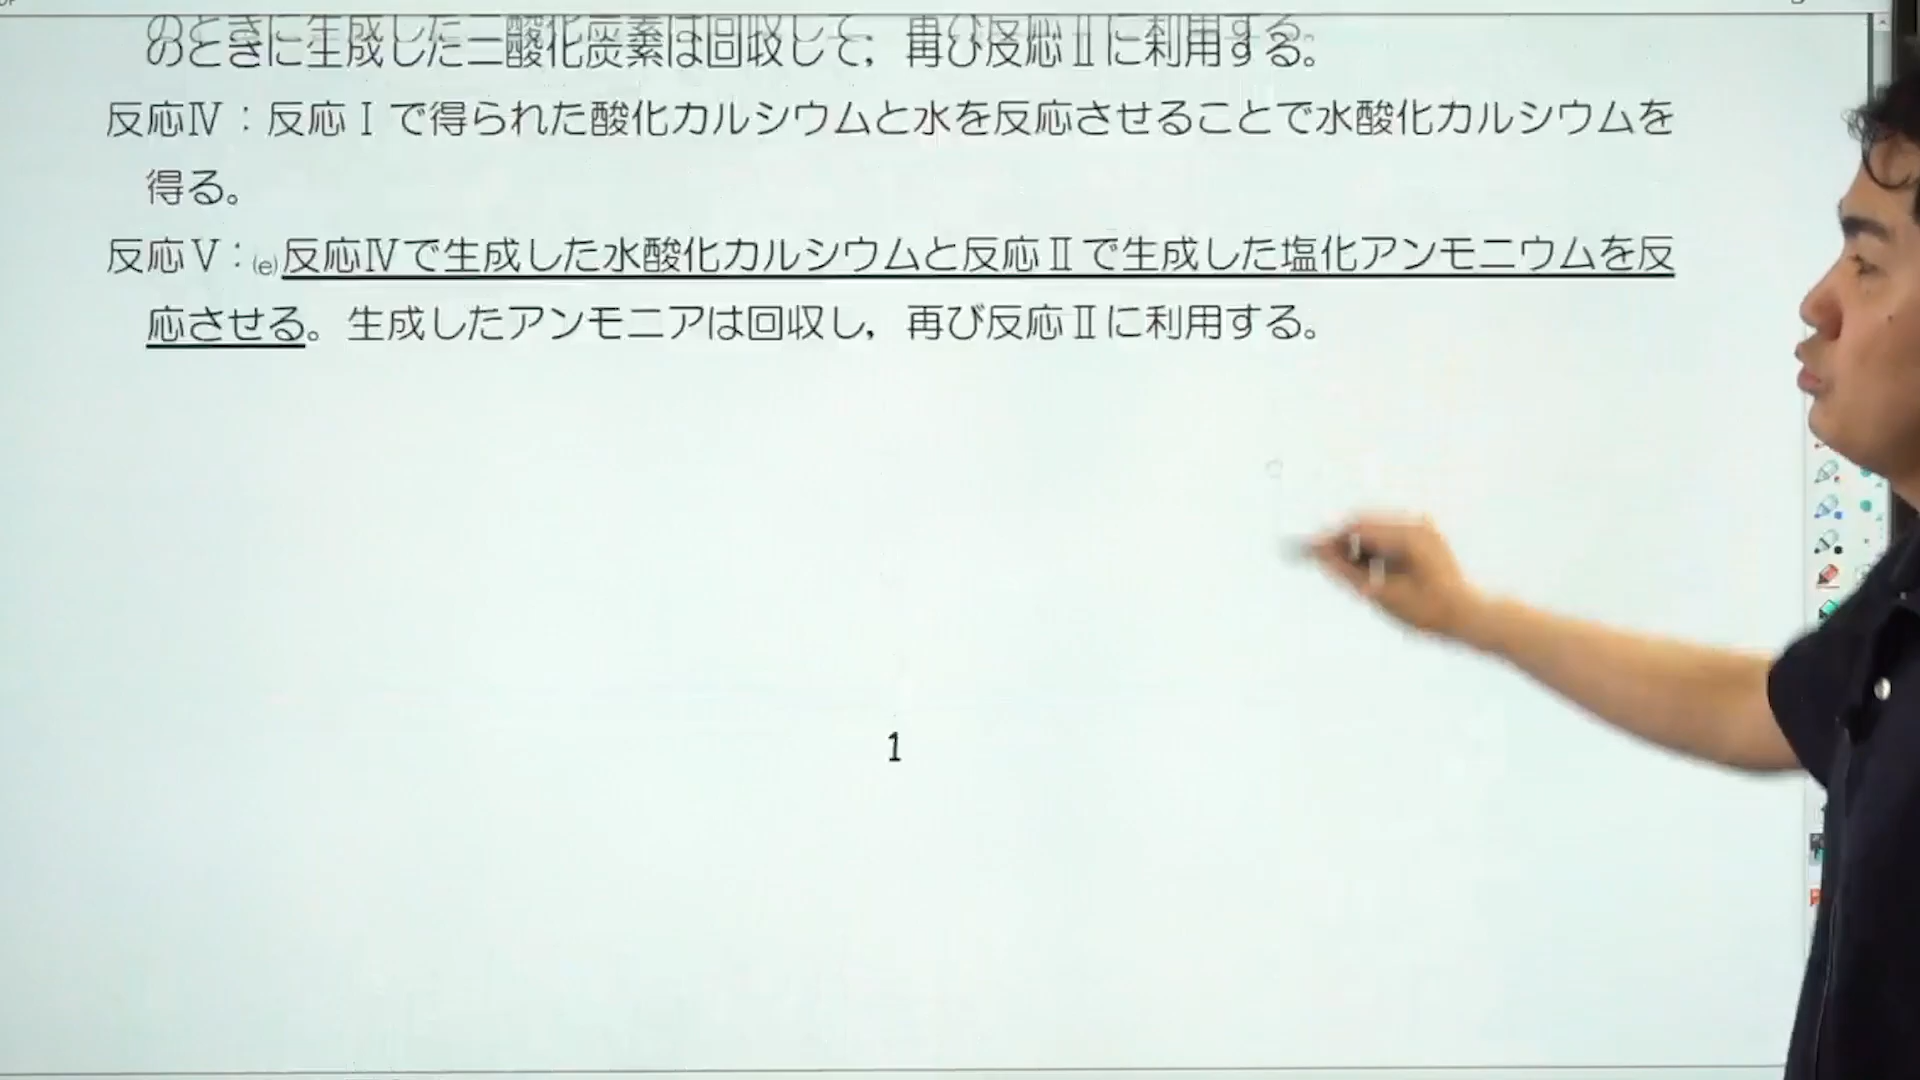 のときに生成した二酸化炭素は回収して，再び反応Ⅱに利用する。
反応Ⅳ：反応Ⅰで得られた酸化カルシウムと水を反応させることで水酸化カルシウムを
得る。
反応Ⅴ：(e)反応Ⅳで生成した水酸化カルシウムと反応Ⅱで生成した塩化アンモニウムを反
応させる。生成したアンモニアは回収し，再び反応Ⅱに利用する。
1